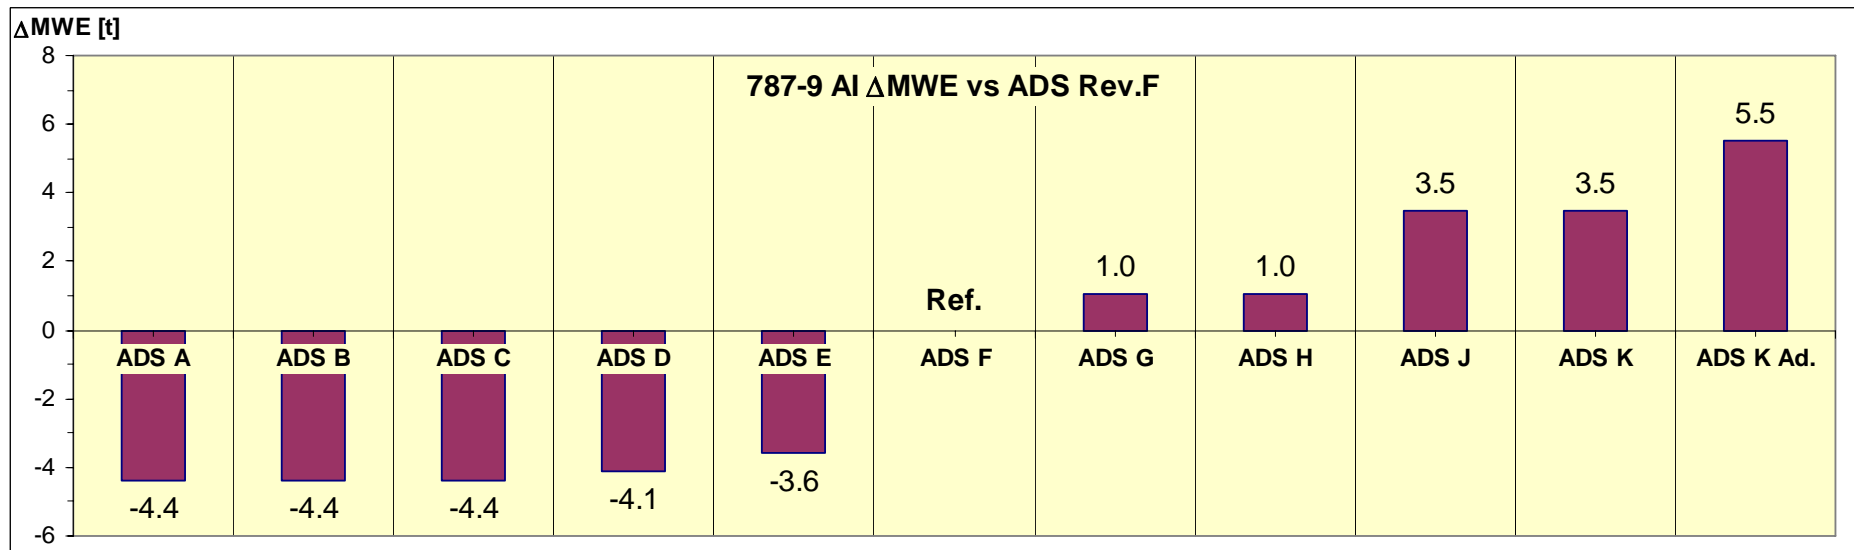 ΔMWE [t]
787-9 AI ΔMWE vs ADS Rev.F
8
6
4
2
0
-2
-4
-6
5.5
3.5
3.5
1.0
1.0
Ref.
ADS A
ADS B
ADS C
ADS D
ADS E
ADS F
ADS G
ADS H
ADS J
ADS K
ADS K Ad.
-4.4
-4.4
-4.4
-4.1
-3.6